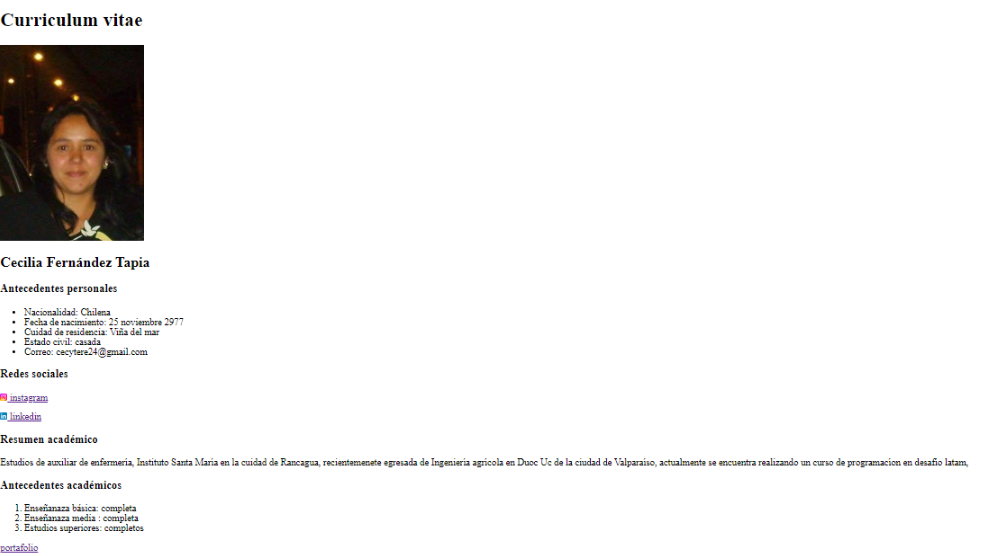 Curriculum vitae
Cecilia Fernández Tapia
Antecedentes personales
Nacionalidad: Chilena
Fecha de nacimiento: 25 noviembre 2977
Cuidad de residencia: Viña del mar
Estado civil: casada
Correo: cecytere24@gmail.com
Redes sociales
instagram
linkedin
Resumen académico
Estudios de auxiliar de enfermería, Instituto Santa Maria en la cuidad de Rancagua, recientemenete egresada de Ingenieria agrícola en Duoc Uc de la ciudad de Valparaiso, actualmente se encuentra realizando un curso de programacion en desafio latam,
Antecedentes académicos
1. Enseñanaza básica: completa
2. Enseñanaza media : completa
3. Estudios superiores: completos
portafolio